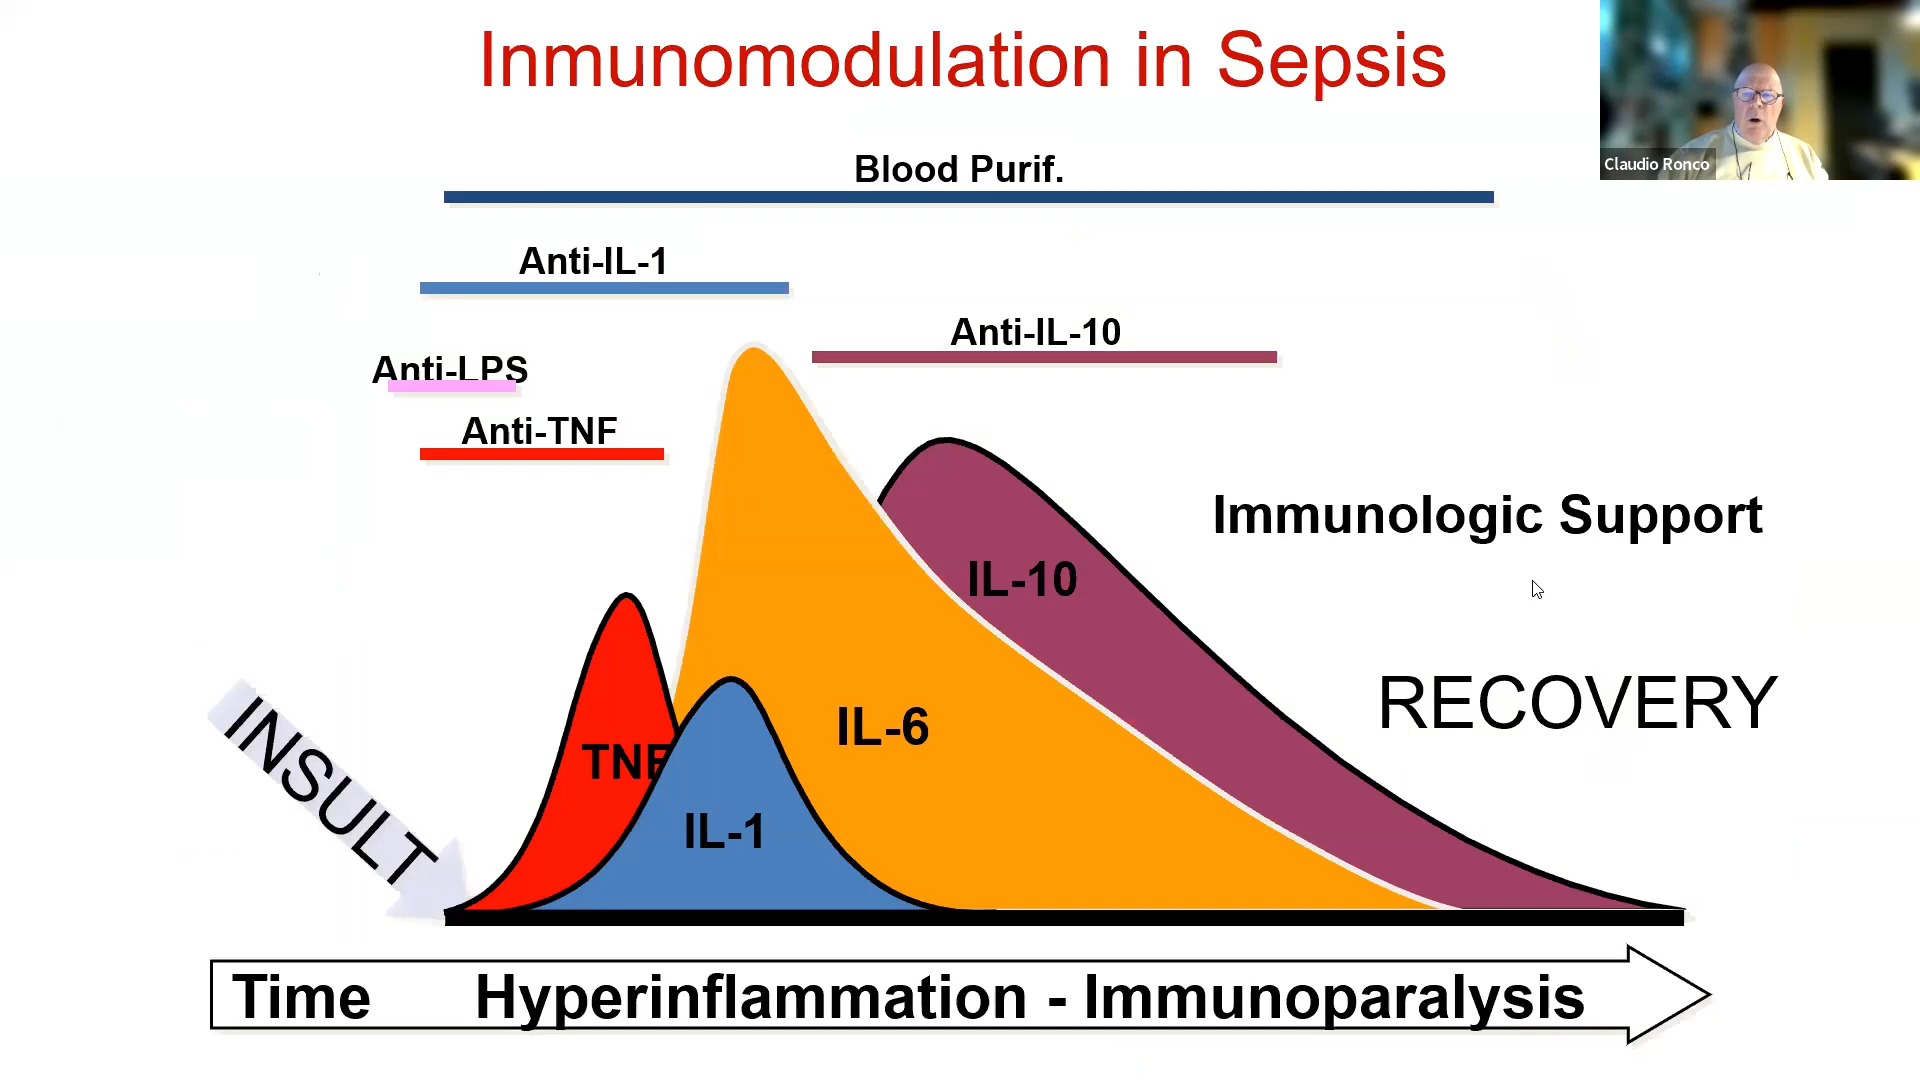 Inmunomodulation in Sepsis
Claudio Ronco
Blood Purif.
Anti-IL-1
Anti-IL-10
Anti-LPS
Anti-TNF
Immunologic Support
IL-10
RECOVERY
IL-6
TNF
IL-1
INSULT
Time Hyperinflammation - Immunoparalysis